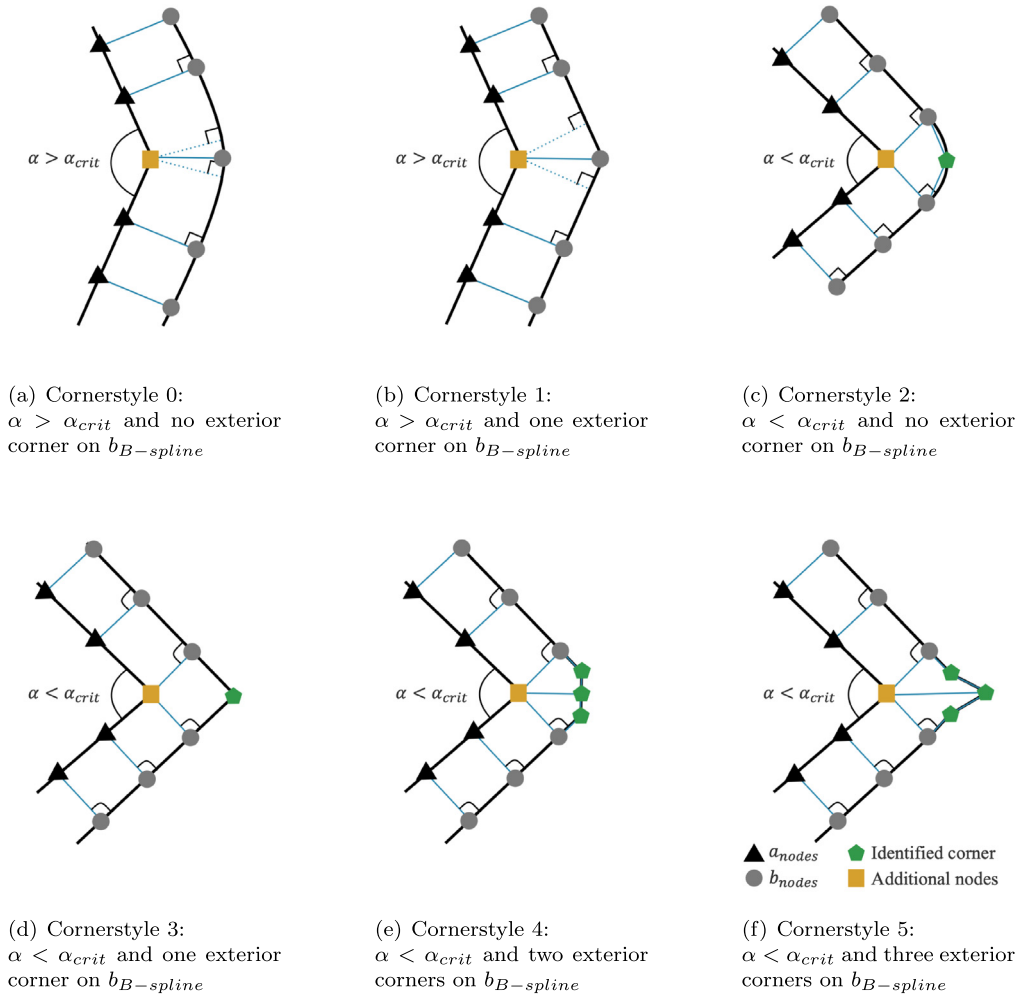 α > α_crit
α > α_crit
α < α_crit
(a) Cornerstyle 0:
α > α_crit and no exterior
corner on b_B−spline
(b) Cornerstyle 1:
α > α_crit and one exterior
corner on b_B−spline
(c) Cornerstyle 2:
α < α_crit and no exterior
corner on b_B−spline
α < α_crit
α < α_crit
α < α_crit
a_nodes
Identified corner
b_nodes
Additional nodes
(d) Cornerstyle 3:
α < α_crit and one exterior
corner on b_B−spline
(e) Cornerstyle 4:
α < α_crit and two exterior
corners on b_B−spline
(f) Cornerstyle 5:
α < α_crit and three exterior
corners on b_B−spline